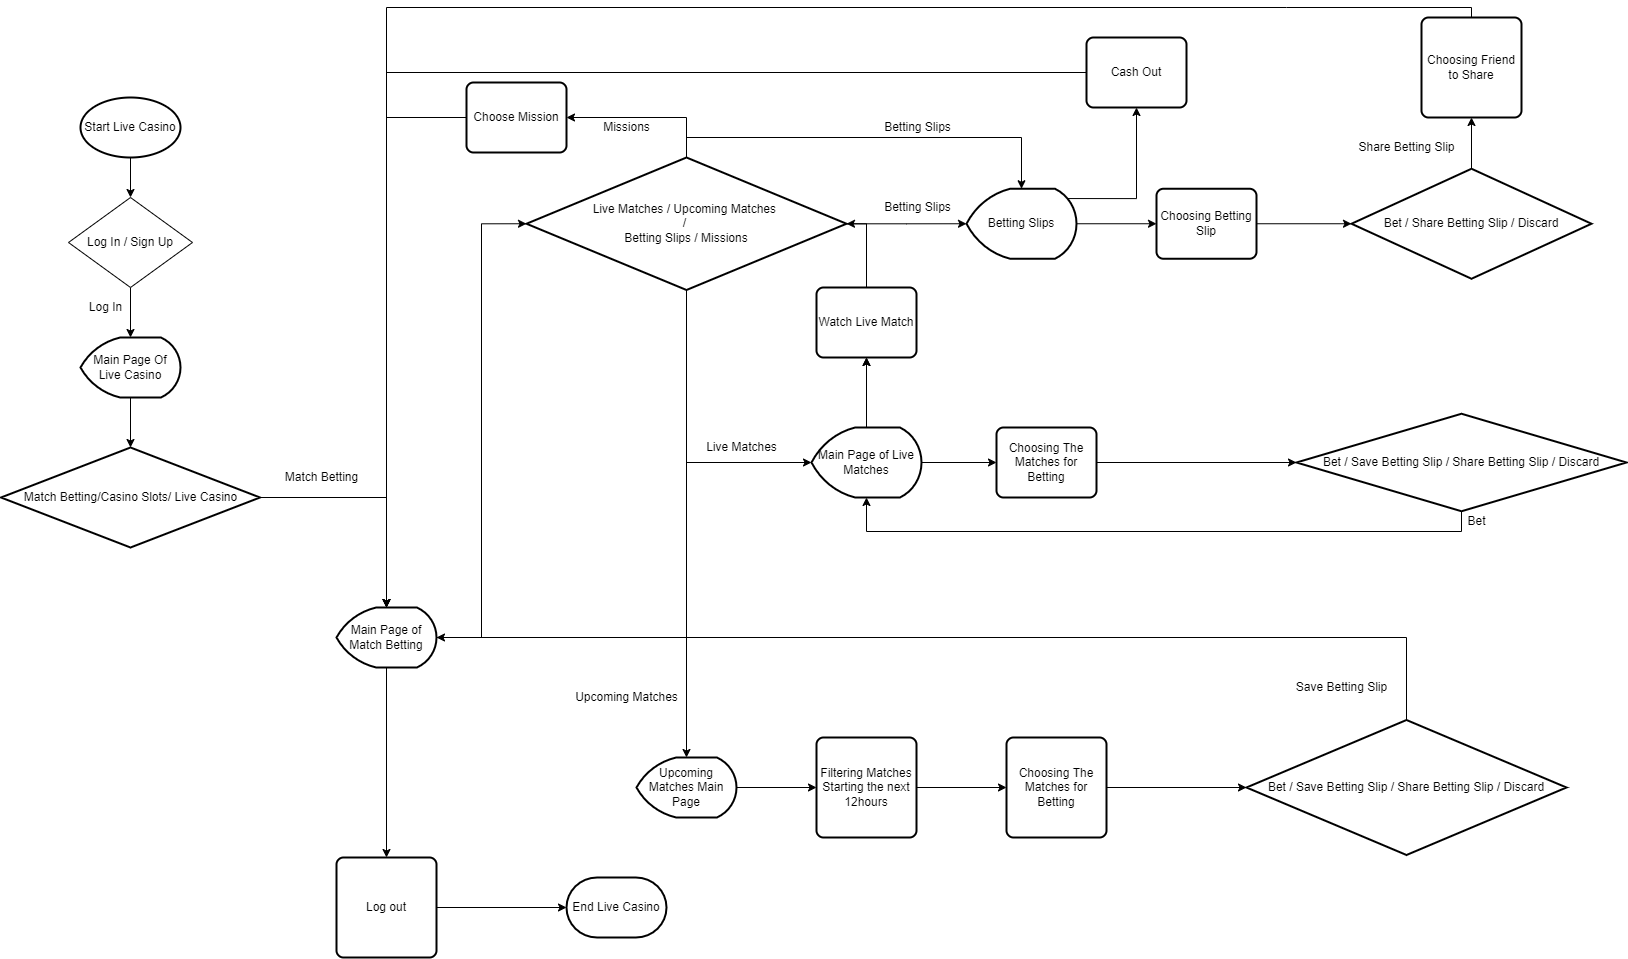 Choosing Friend
to Share
Cash Out
Choose Mission
Missions
Betting Slips
Start Live Casino
Share Betting Slip
Live Matches / Upcoming Matches
/
Betting Slips / Missions
Betting Slips
Betting Slips
Choosing Betting
Slip
Bet / Share Betting Slip / Discard
Log In / Sign Up
Log In
Watch Live Match
Main Page Of
Live Casino
Live Matches
Main Page of Live
Matches
Choosing The
Matches for
Betting
Bet / Save Betting Slip / Share Betting Slip / Discard
Bet
Match Betting/Casino Slots/ Live Casino
Match Betting
Main Page of
Match Betting
Upcoming Matches
Save Betting Slip
Upcoming
Matches Main
Page
Filtering Matches
Starting the next
12hours
Choosing The
Matches for
Betting
Bet / Save Betting Slip / Share Betting Slip / Discard
Log out
End Live Casino